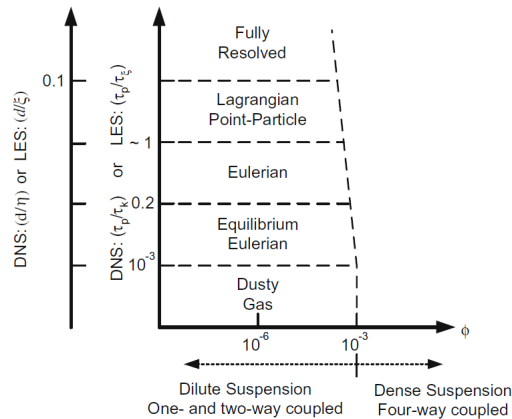 DNS: (d/η) or LES: (d/ξ)
0.1
DNS: (τp/τk) or LES: (τp/τξ)
~ 1
0.2
10-3
Fully
Resolved
Lagrangian
Point-Particle
Eulerian
Equilibrium
Eulerian
Dusty
Gas
10-6
10-3
ϕ
Dilute Suspension
One- and two-way coupled
Dense Suspension
Four-way coupled